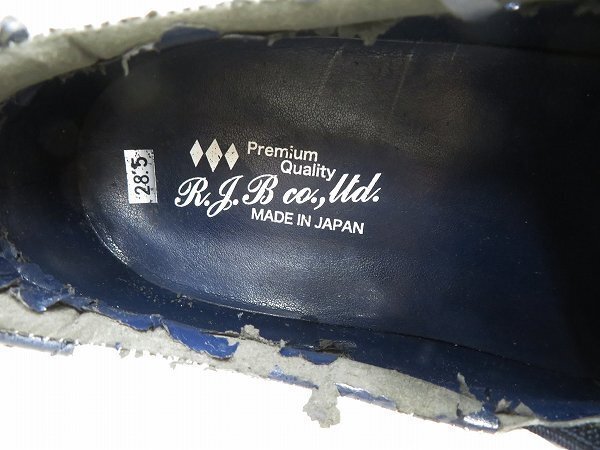 Premium
Quality
R.J.B co.,ltd.
MADE IN JAPAN
28.5